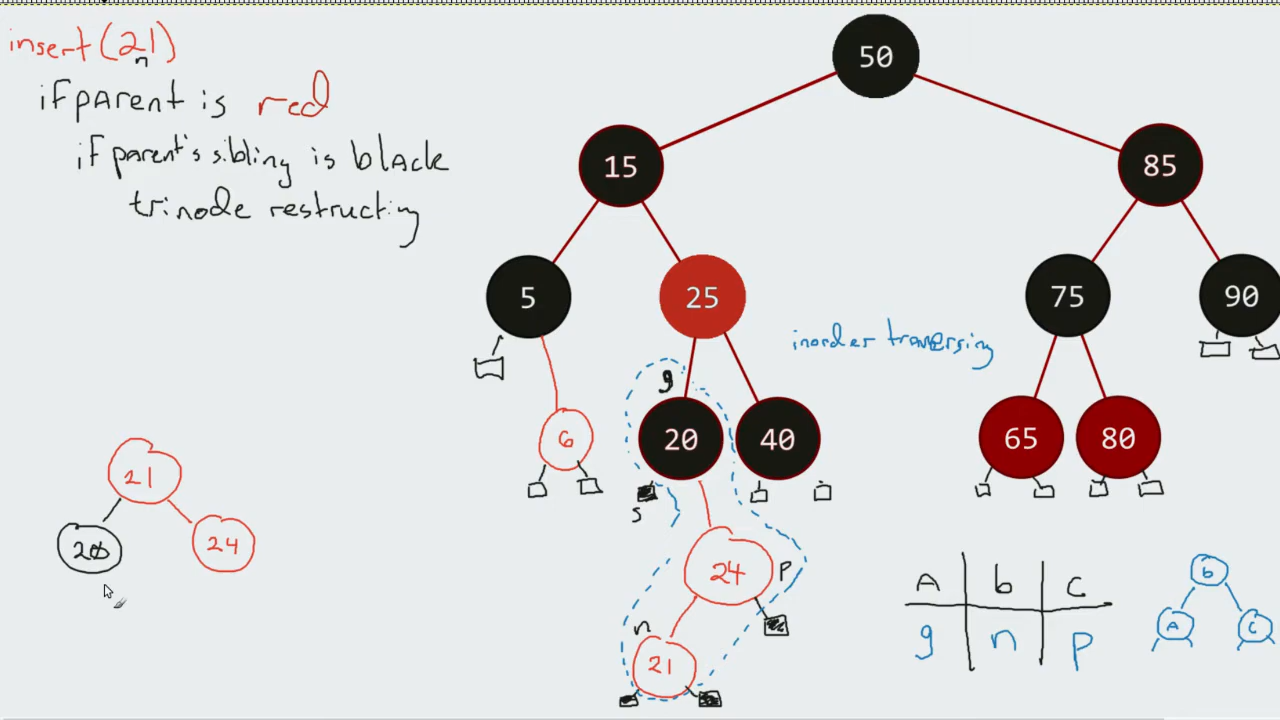 insert(21)
n
if parent is red
if parent's sibling is black
trinode restructing
50
15
85
5
25
75
90
inorder traversing
g
6
20
40
65
80
s
21
20
24
24
p
n
21
A b c
g n p
b
A c